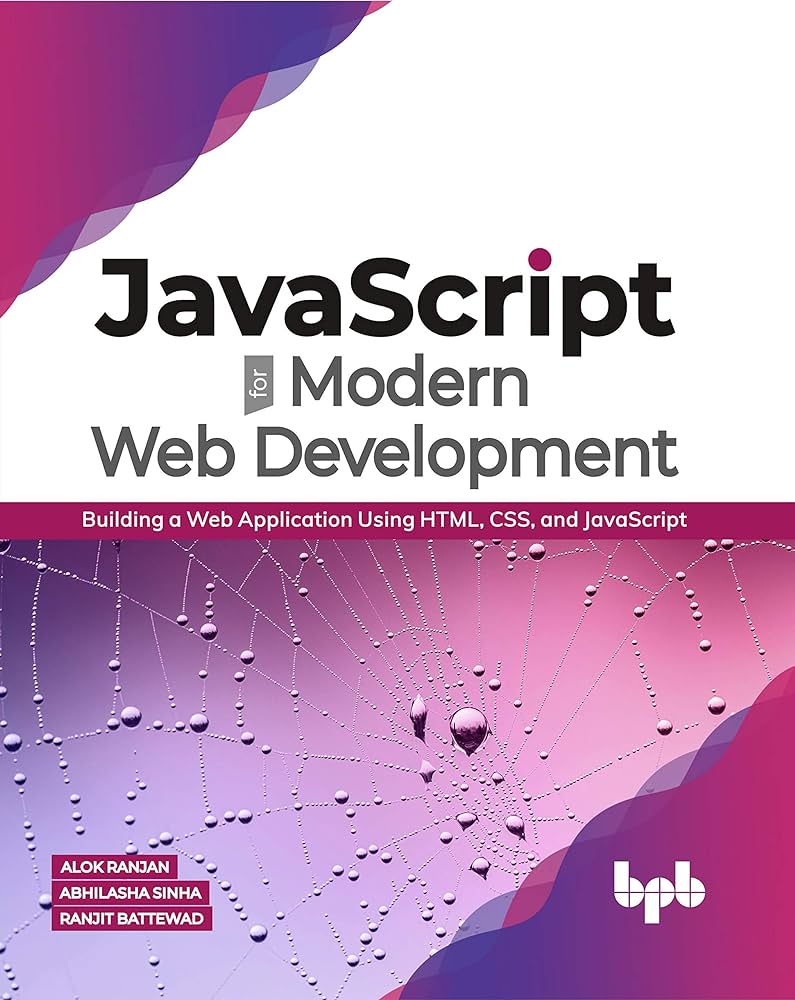 JavaScript
for Modern
Web Development
Building a Web Application Using HTML, CSS, and JavaScript
ALOK RANJAN
ABHILASHA SINHA
RANJIT BATTEWAD
bpb